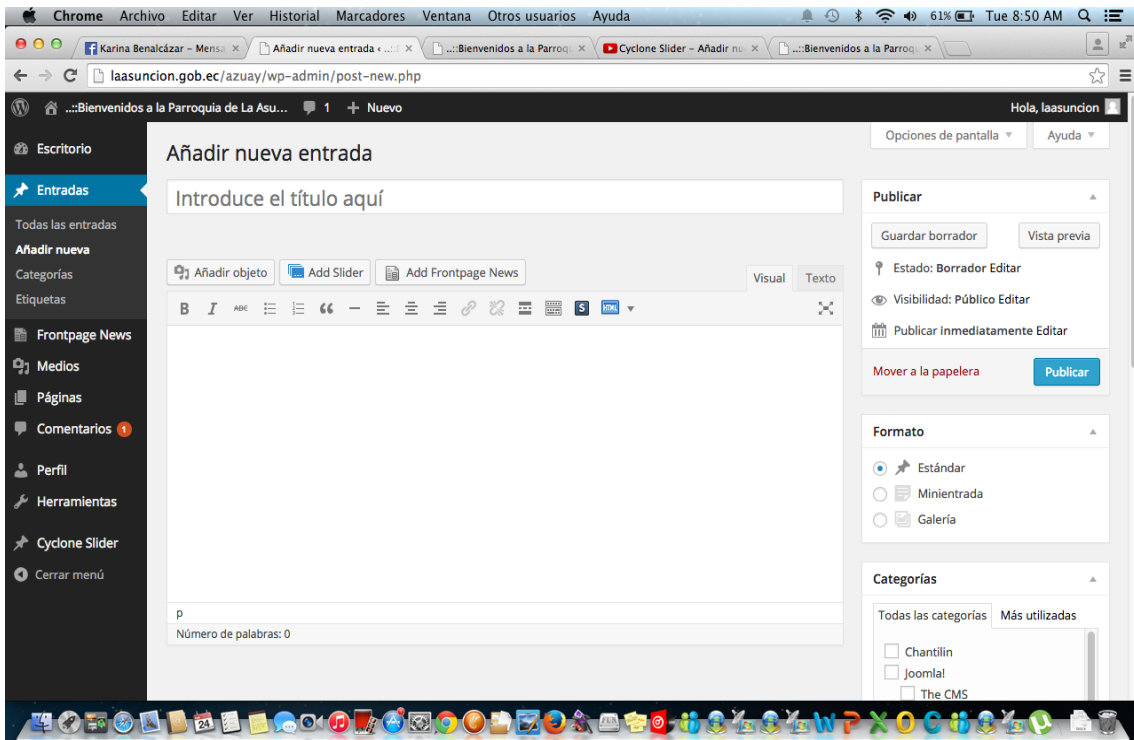 Chrome Archivo Editar Ver Historial Marcadores Ventana Otros usuarios Ayuda 61% Tue 8:50 AM
Karina Benalcázar – Mensa Añadir nueva entrada ‹ ..:: ..::Bienvenidos a la Parroqu Cyclone Slider – Añadir nu ..::Bienvenidos a la Parroq
laasuncion.gob.ec/azuay/wp-admin/post-new.php
..::Bienvenidos a la Parroquia de La Asu... 1 + Nuevo Hola, laasuncion
Opciones de pantalla Ayuda
Escritorio
Entradas
Todas las entradas
Añadir nueva
Categorías
Etiquetas
Frontpage News
Medios
Páginas
Comentarios 1
Perfil
Herramientas
Cyclone Slider
Cerrar menú
Añadir nueva entrada
Introduce el título aquí
Añadir objeto Add Slider Add Frontpage News Visual Texto
B I ABC S HTML
p
Número de palabras: 0
Publicar
Guardar borrador Vista previa
Estado: Borrador Editar
Visibilidad: Público Editar
Publicar inmediatamente Editar
Mover a la papelera Publicar
Formato
Estándar
Minientrada
Galería
Categorías
Todas las categorías Más utilizadas
Chantilin
Joomla!
The CMS
24